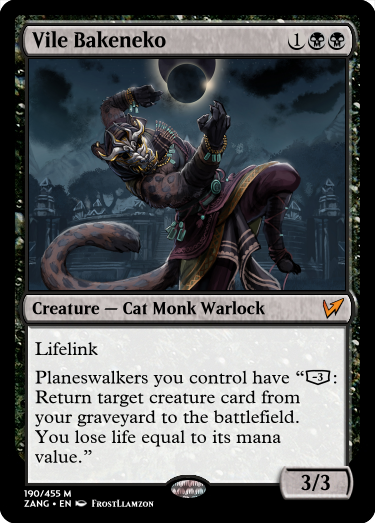 Vile Bakeneko 1
Creature — Cat Monk Warlock
Lifelink
Planeswalkers you control have “-3:
Return target creature card from
your graveyard to the battlefield.
You lose life equal to its mana
value.”
190/455 M
ZANG • EN FrostLlamzon
3/3